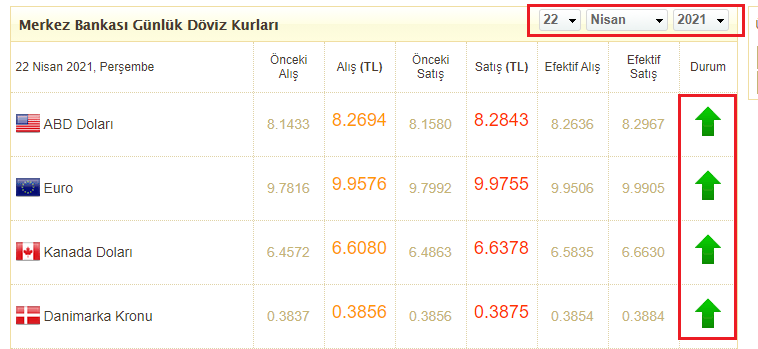 Merkez Bankası Günlük Döviz Kurları 22 Nisan 2021
22 Nisan 2021, Perşembe Önceki Alış Alış (TL) Önceki Satış Satış (TL) Efektif Alış Efektif Satış Durum
ABD Doları 8.1433 8.2694 8.1580 8.2843 8.2636 8.2967
Euro 9.7816 9.9576 9.7992 9.9755 9.9506 9.9905
Kanada Doları 6.4572 6.6080 6.4863 6.6378 6.5835 6.6630
Danimarka Kronu 0.3837 0.3856 0.3856 0.3875 0.3854 0.3884